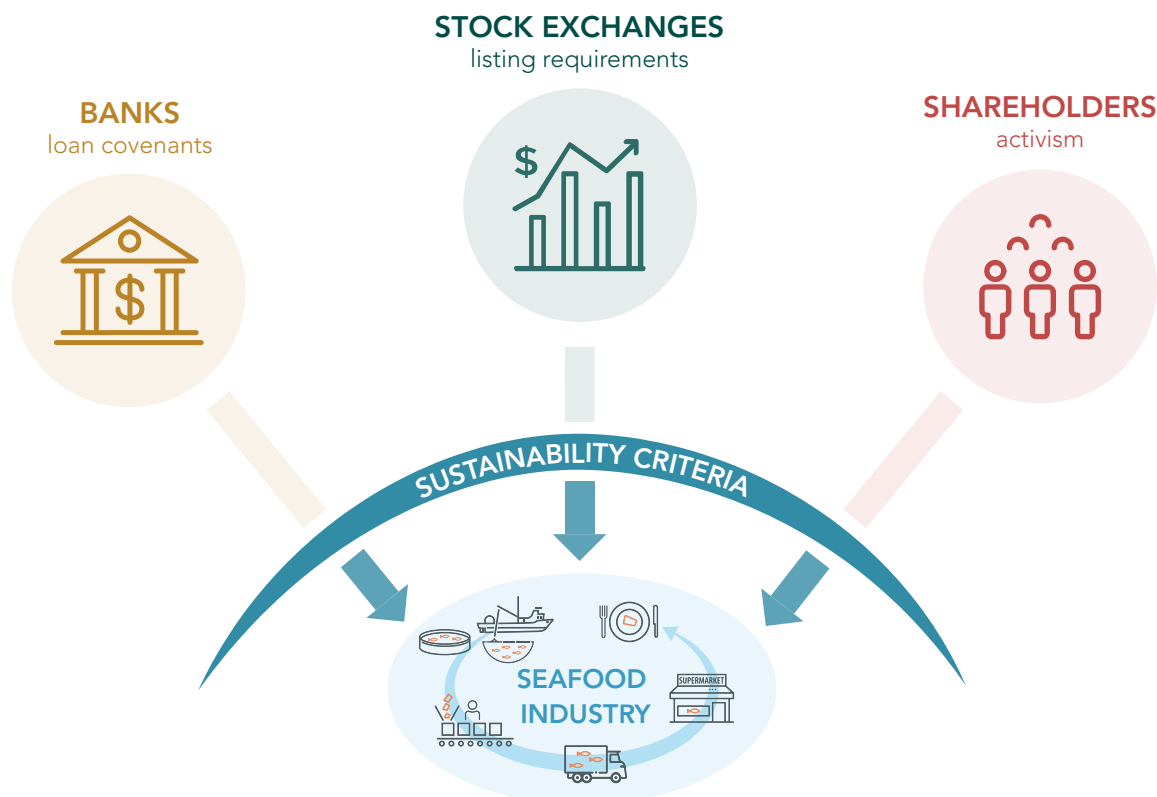 STOCK EXCHANGES
listing requirements
BANKS
loan covenants
SHAREHOLDERS
activism
$
$
SUSTAINABILITY CRITERIA
SEAFOOD
INDUSTRY
SUPERMARKET